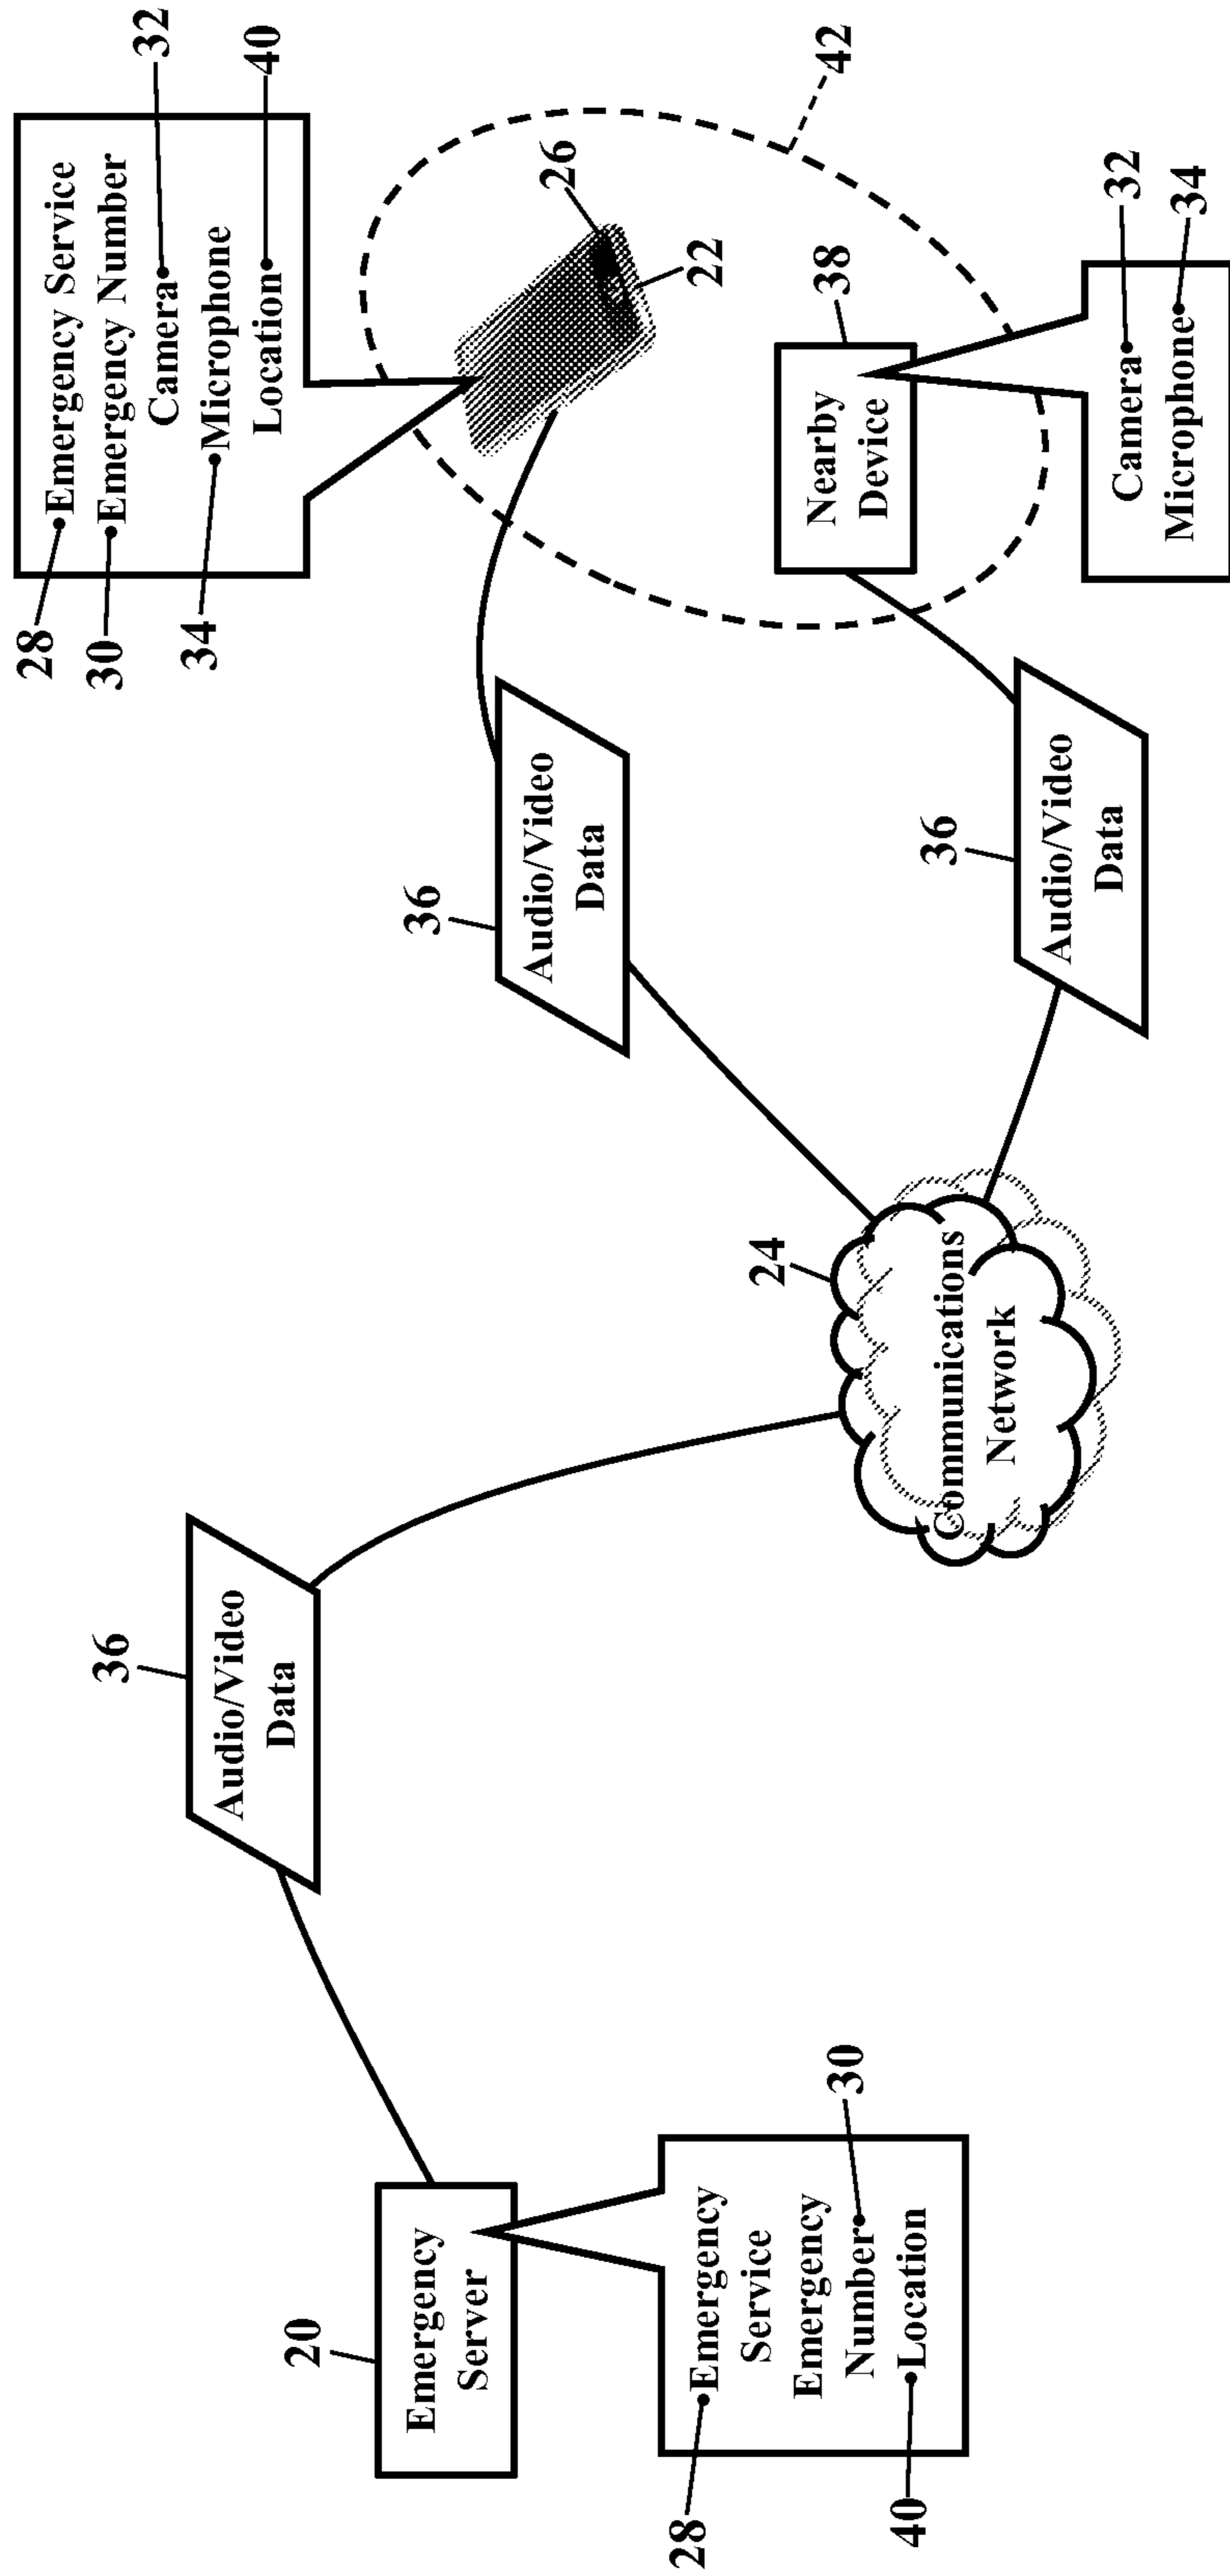 28
Emergency Service
30
Emergency Number
Camera
32
34
Microphone
Location
40
26
22
42
38
Nearby
Device
Camera
32
Microphone
34
36
Audio/Video
Data
36
Audio/Video
Data
24
Communications
Network
36
Audio/Video
Data
20
Emergency
Server
28
Emergency
Service
Emergency
Number
30
40
Location